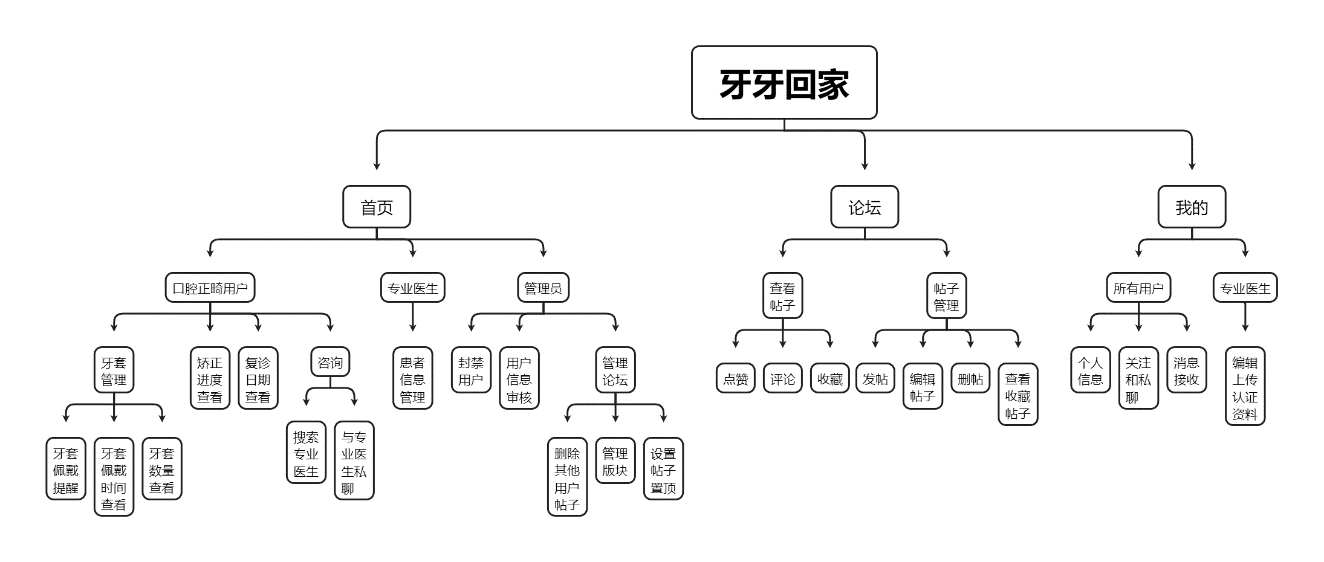 牙牙回家
首页
论坛
我的
口腔正畸用户
专业医生
管理员
查看
帖子
帖子
管理
所有用户
专业医生
牙套
管理
矫正
进度
查看
复诊
日期
查看
咨询
患者
信息
管理
封禁
用户
用户
信息
审核
管理
论坛
点赞
评论
收藏
发帖
编辑
帖子
删帖
查看
收藏
帖子
个人
信息
关注
和私
聊
消息
接收
编辑
上传
认证
资料
牙套
佩戴
提醒
牙套
佩戴
时间
查看
牙套
数量
查看
搜索
专业
医生
与专
业医
生私
聊
删除
其他
用户
帖子
管理
版块
设置
帖子
置顶